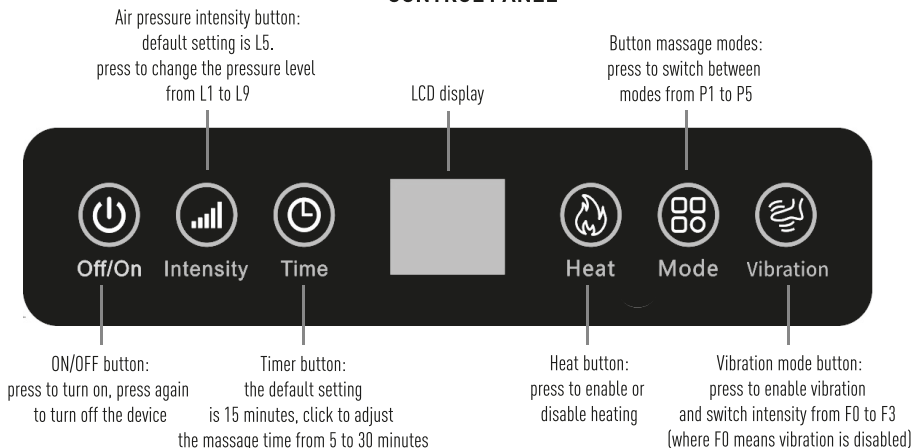 Air pressure intensity button:
default setting is L5.
press to change the pressure level
from L1 to L9
LCD display
Button massage modes:
press to switch between
modes from P1 to P5
Off/On
Intensity
Time
Heat
Mode
Vibration
ON/OFF button:
press to turn on, press again
to turn off the device
Timer button:
the default setting
is 15 minutes, click to adjust
the massage time from 5 to 30 minutes
Heat button:
press to enable or
disable heating
Vibration mode button:
press to enable vibration
and switch intensity from F0 to F3
(where F0 means vibration is disabled)